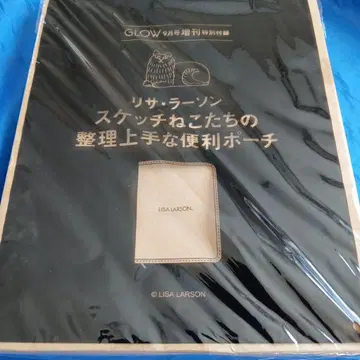 GLOW 9月号増刊 特別付録
リサ・ラーソン
スケッチねこたちの
整理上手な便利ポーチ
LISA LARSON
© LISA LARSON